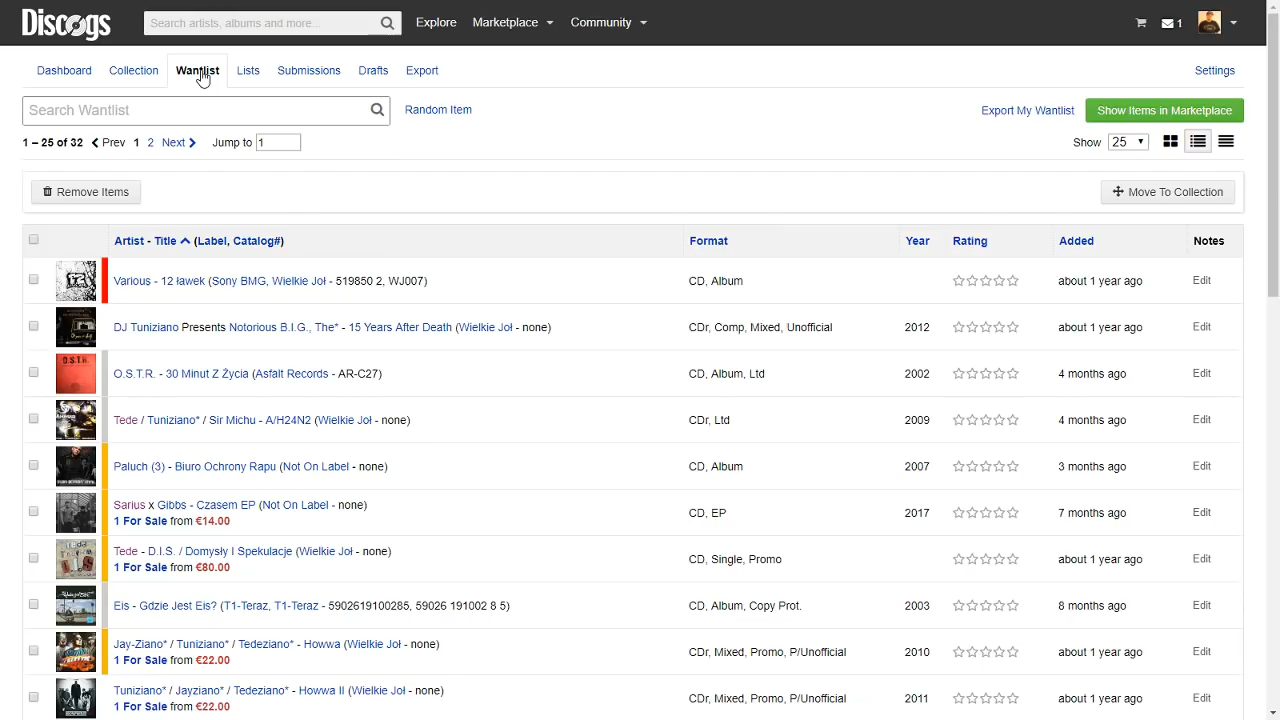 Discogs Search artists, albums and more... Explore Marketplace Community 1
Dashboard Collection Wantlist Lists Submissions Drafts Export Settings
Search Wantlist Random Item Export My Wantlist Show Items in Marketplace
1 – 25 of 32 Prev 1 2 Next Jump to 1 Show 25
Remove Items Move To Collection
Artist - Title (Label, Catalog#) Format Year Rating Added Notes
Various - 12 ławek (Sony BMG, Wielkie Joł - 519850 2, WJ007) CD, Album about 1 year ago Edit
DJ Tuniziano Presents Notorious B.I.G., The* - 15 Years After Death (Wielkie Joł - none) CDr, Comp, Mixed, Unofficial 2012 about 1 year ago Edit
O.S.T.R. - 30 Minut Z Życia (Asfalt Records - AR-C27) CD, Album, Ltd 2002 4 months ago Edit
Tede / Tuniziano* / Sir Michu - A/H24N2 (Wielkie Joł - none) CDr, Ltd 2009 4 months ago Edit
Paluch (3) - Biuro Ochrony Rapu (Not On Label - none) CD, Album 2007 3 months ago Edit
Sarius x Gibbs - Czasem EP (Not On Label - none) CD, EP 2017 7 months ago Edit
1 For Sale from €14.00
Tede - D.I.S. / Domysły I Spekulacje (Wielkie Joł - none) CD, Single, Promo about 1 year ago Edit
1 For Sale from €80.00
Eis - Gdzie Jest Eis? (T1-Teraz, T1-Teraz - 5902619100285, 59026 191002 8 5) CD, Album, Copy Prot. 2003 8 months ago Edit
Jay-Ziano* / Tuniziano* / Tedeziano* - Howwa (Wielkie Joł - none) CDr, Mixed, Promo, P/Unofficial 2010 about 1 year ago Edit
1 For Sale from €22.00
Tuniziano* / Jayziano* / Tedeziano* - Howwa II (Wielkie Joł - none) CDr, Mixed, Promo, P/Unofficial 2011 about 1 year ago Edit
1 For Sale from €22.00